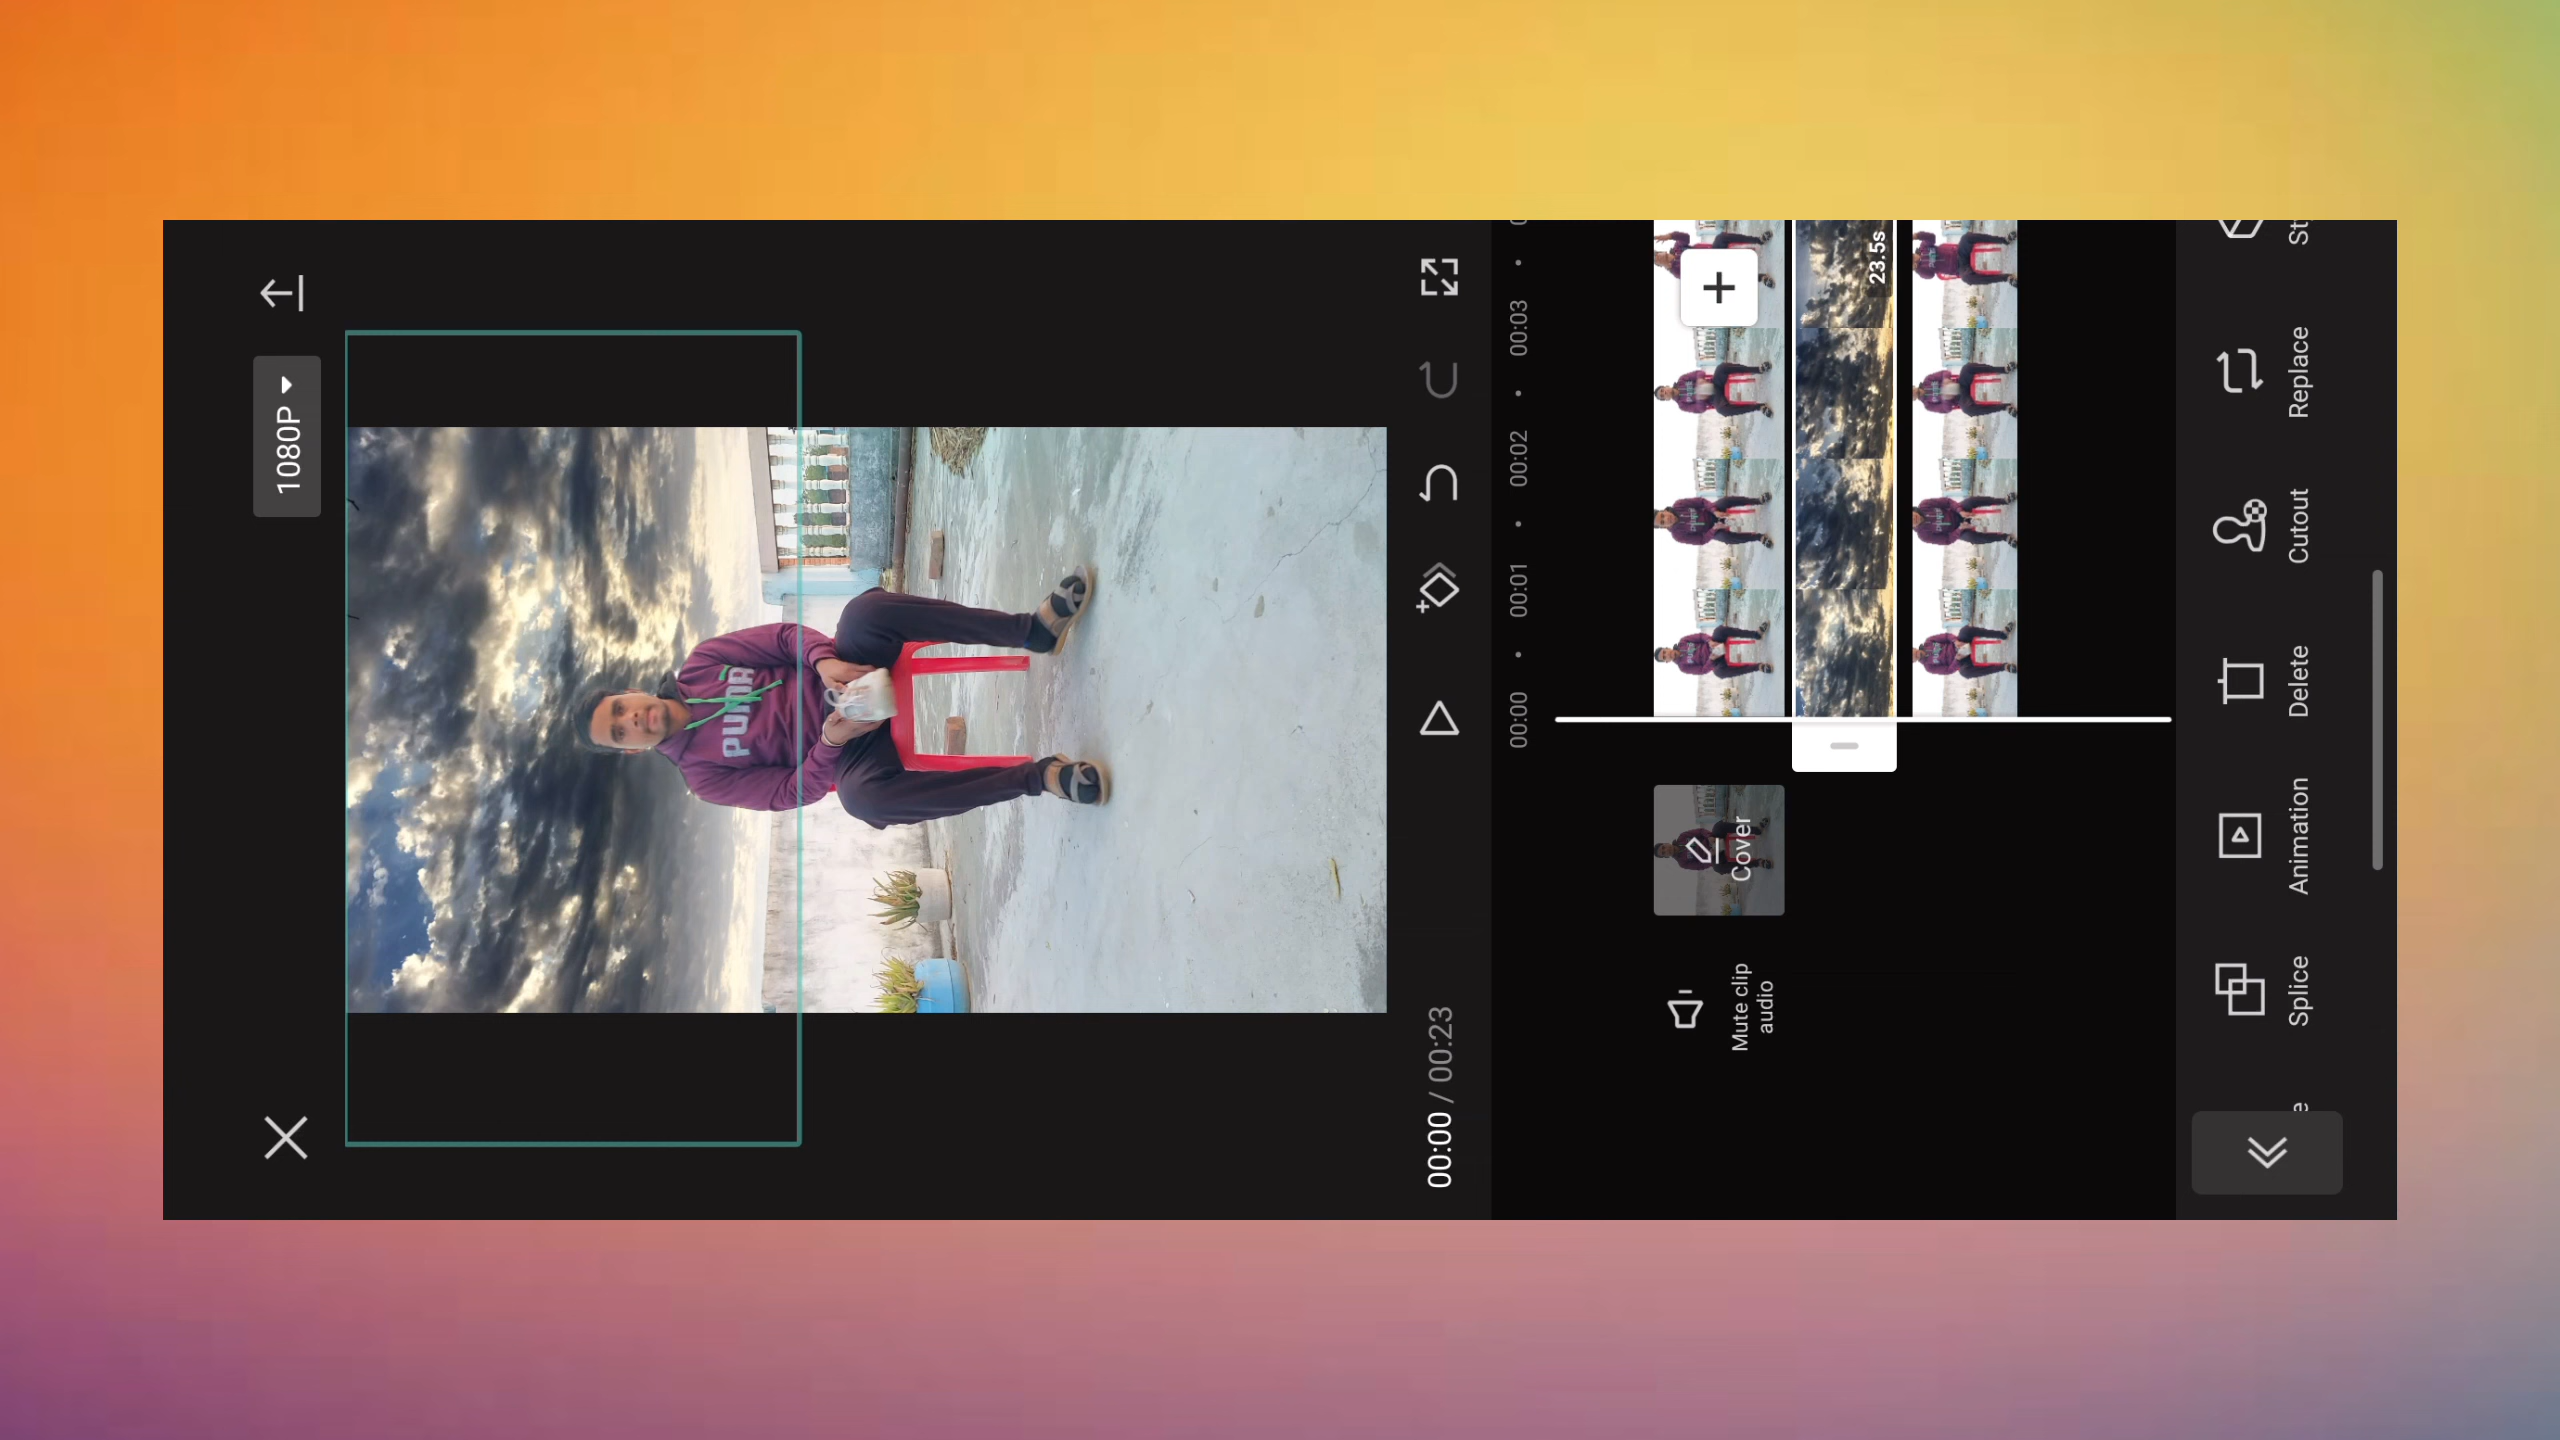 1080P
PUMA
00:00 / 00:23
00:00
00:01
00:02
00:03
Mute clip
audio
Cover
23.5s
Splice
Animation
Delete
Cutout
Replace